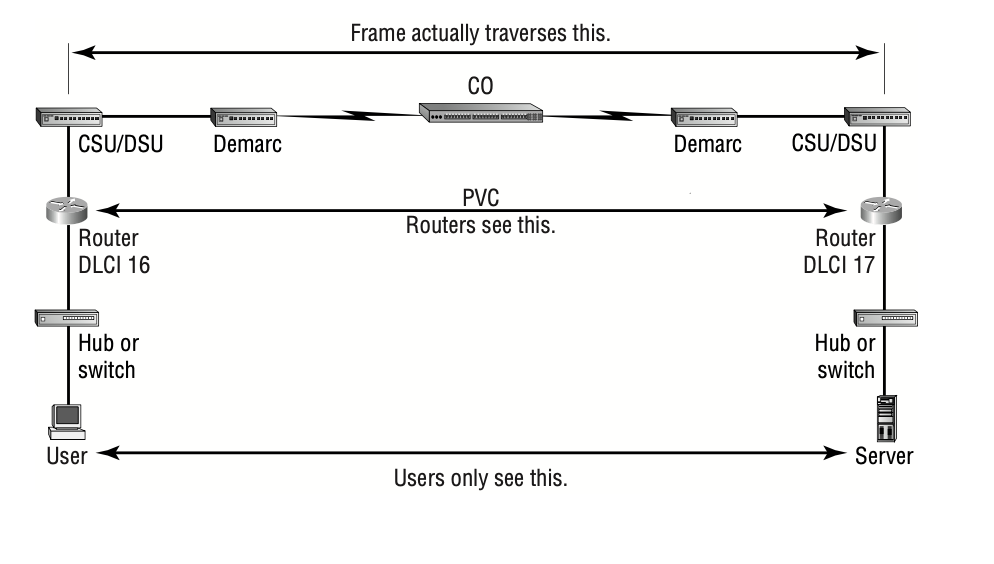 Frame actually traverses this.
CO
CSU/DSU
Demarc
Demarc
CSU/DSU
PVC
Routers see this.
Router
DLCI 16
Router
DLCI 17
Hub or
switch
Hub or
switch
User
Server
Users only see this.